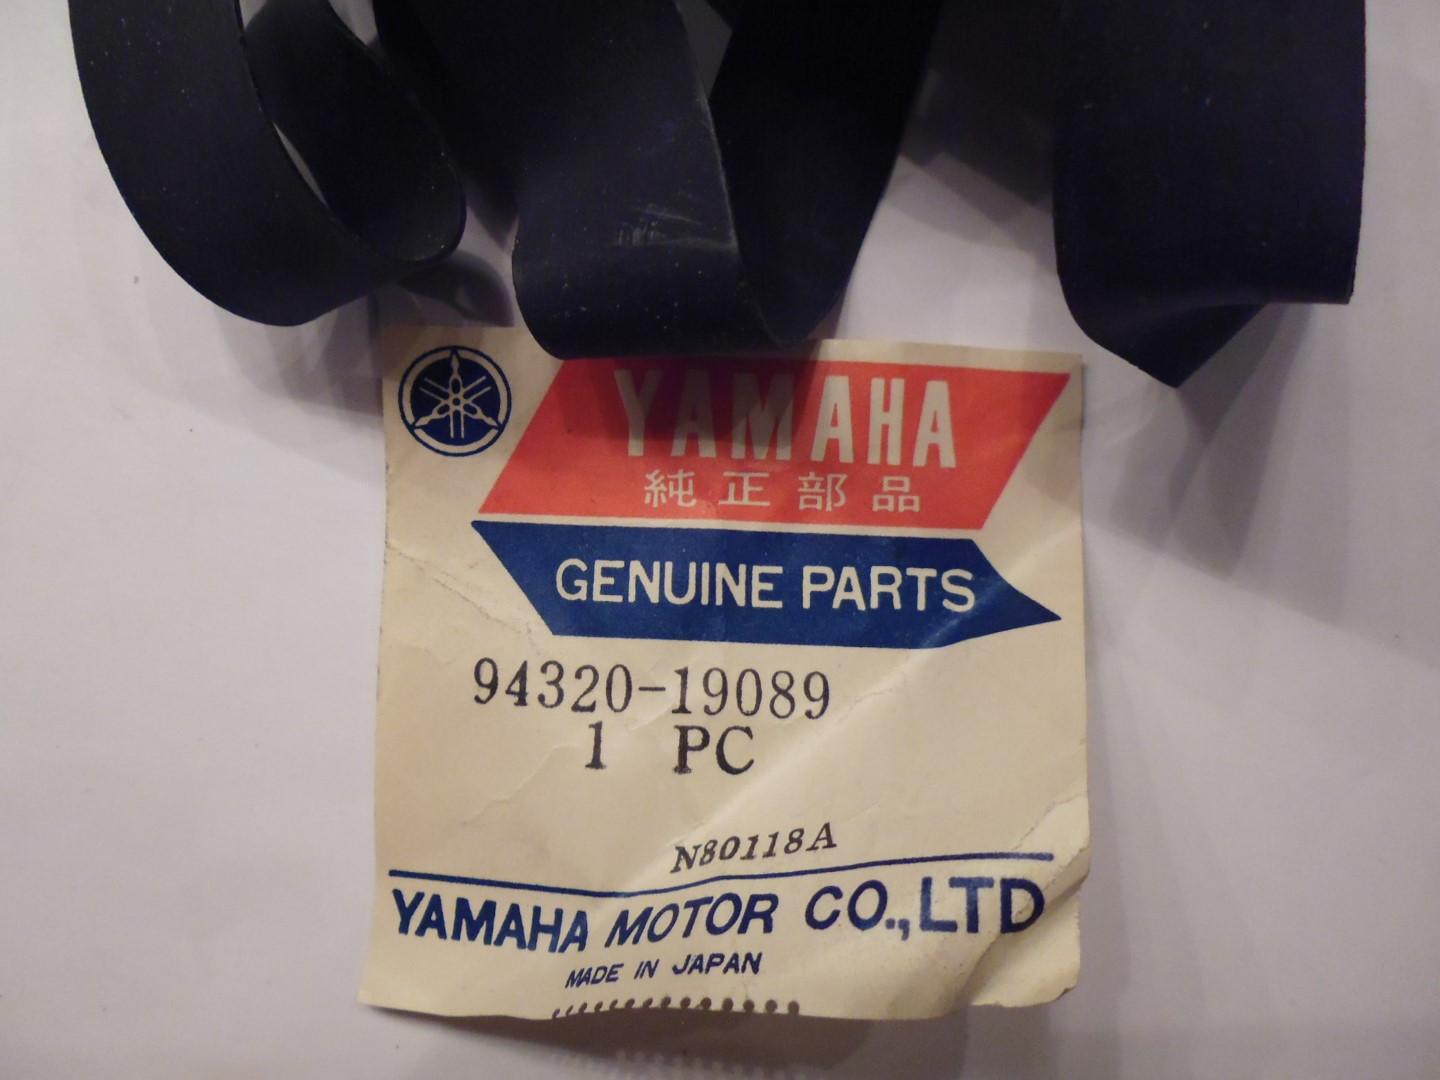 YAMAHA
純正部品
GENUINE PARTS
94320-19089
1 PC
N80118A
YAMAHA MOTOR CO.,LTD
MADE IN JAPAN